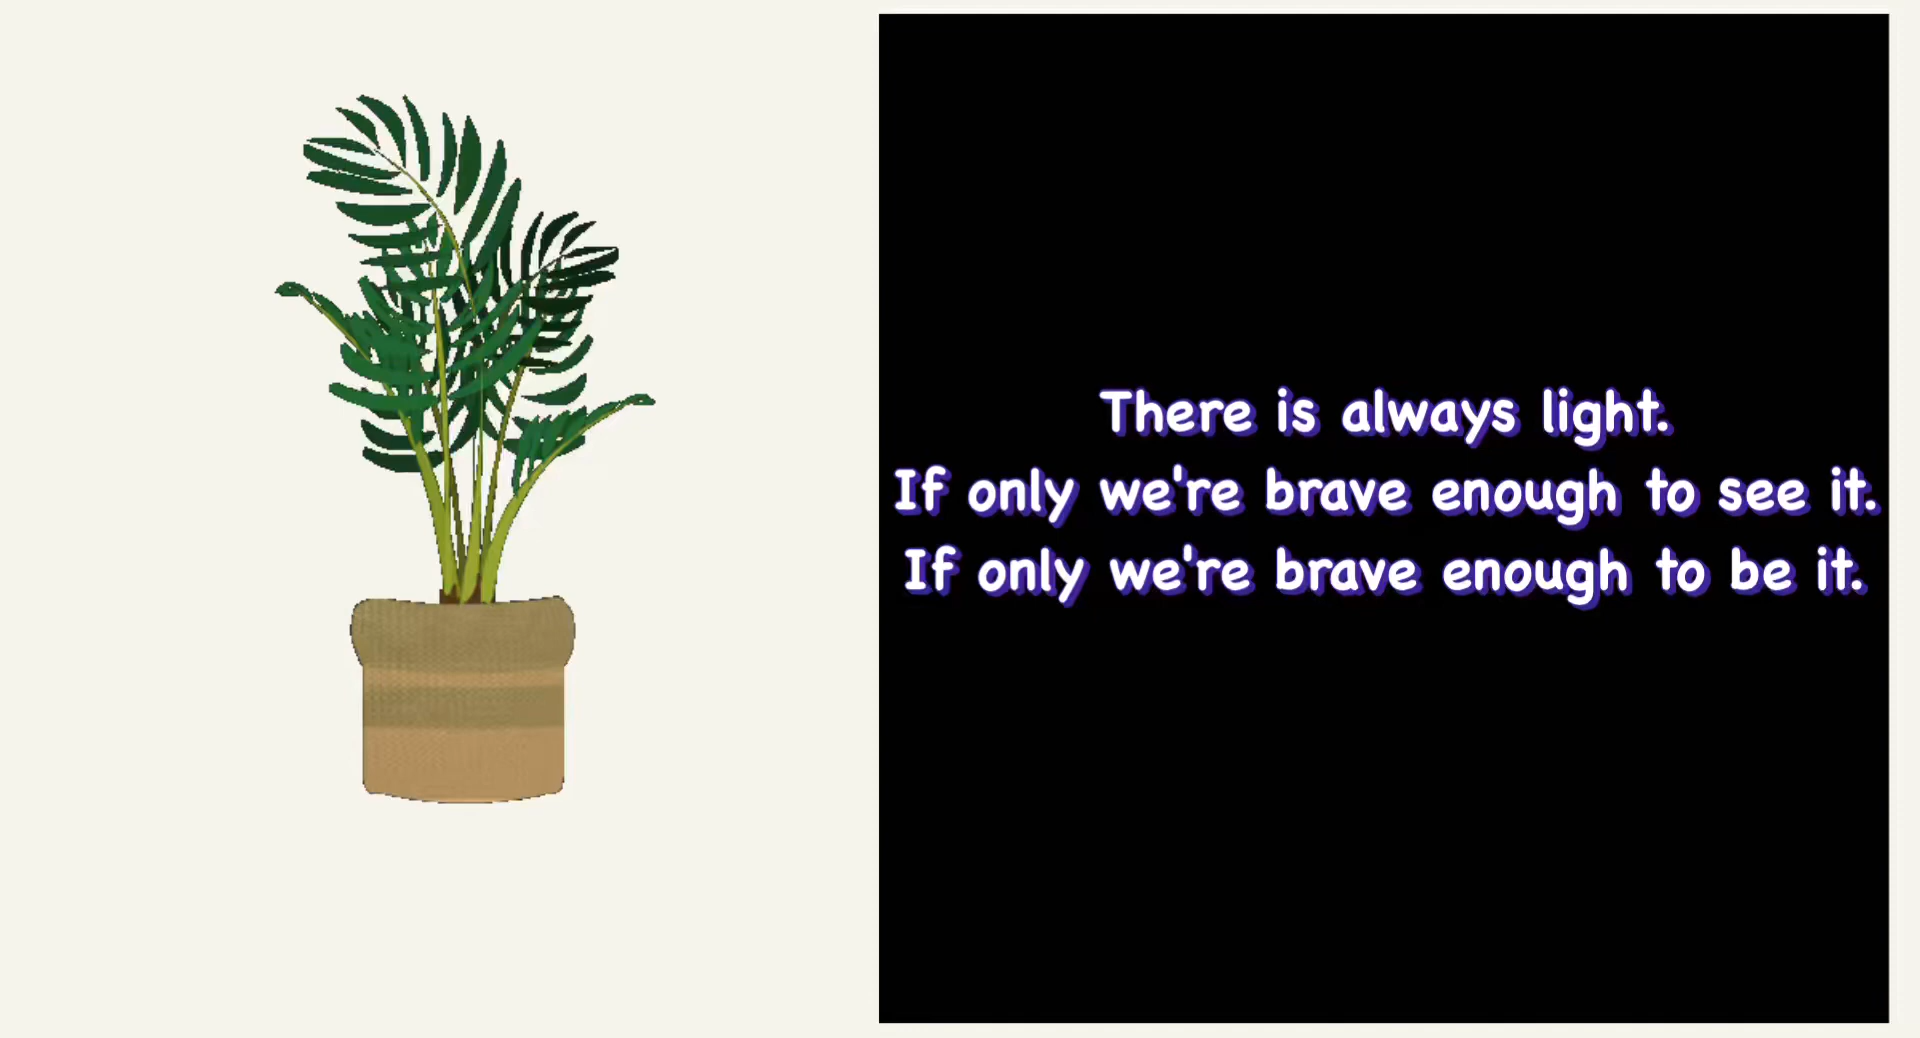 There is always light.
If only we're brave enough to see it.
If only we're brave enough to be it.